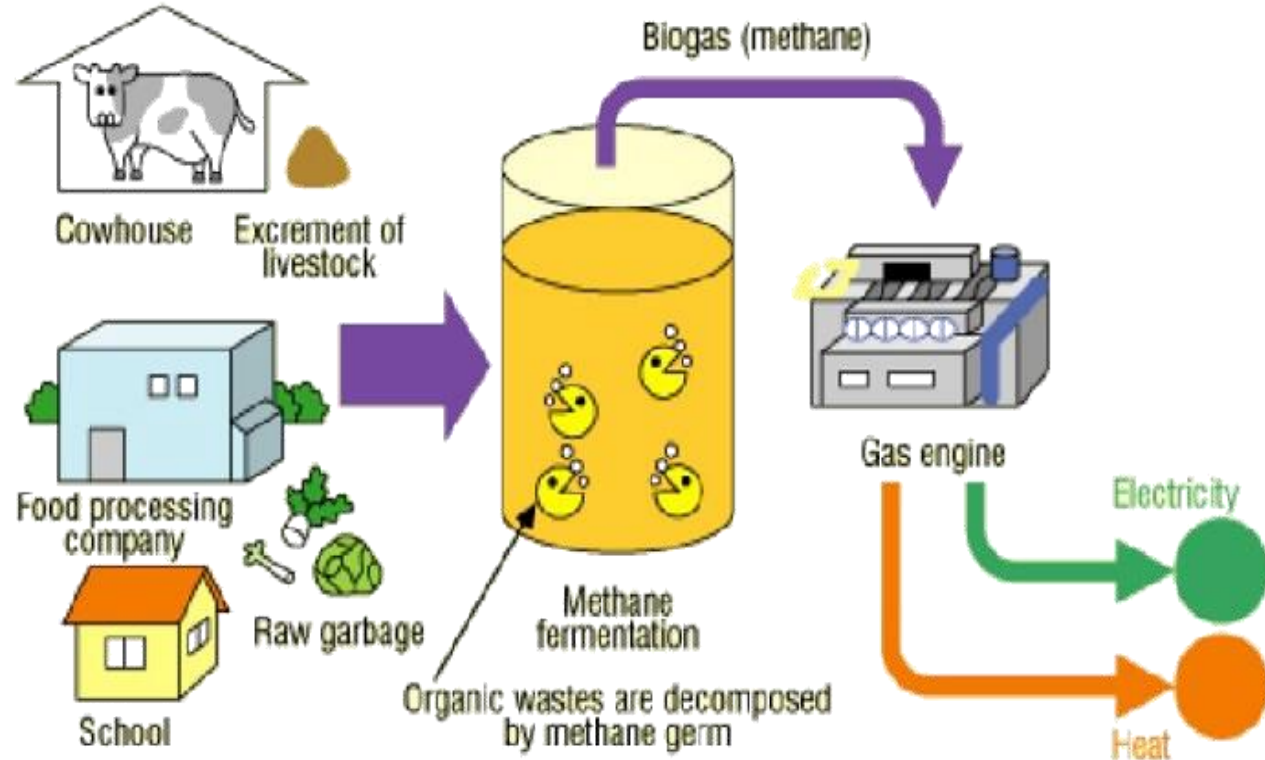 Biogas (methane)
Cowhouse
Excrement of
livestock
Food processing
company
Raw garbage
School
Methane
fermentation
Organic wastes are decomposed
by methane germ
Gas engine
Electricity
Heat